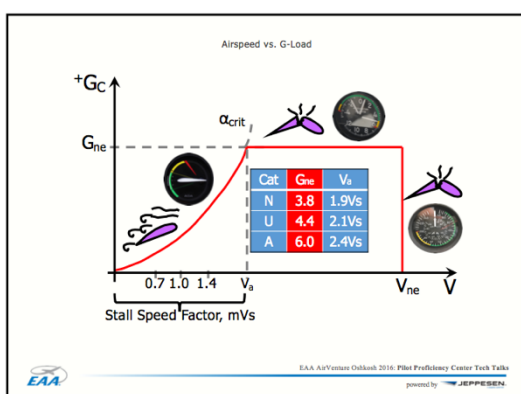 Airspeed vs. G-Load
+GC
αcrit
Gne
Cat Gne Va
N 3.8 1.9Vs
U 4.4 2.1Vs
A 6.0 2.4Vs
0.7 1.0 1.4 Va Vne V
Stall Speed Factor, mVs
EAA AirVenture Oshkosh 2016: Pilot Proficiency Center Tech Talks
EAA
powered by JEPPESEN